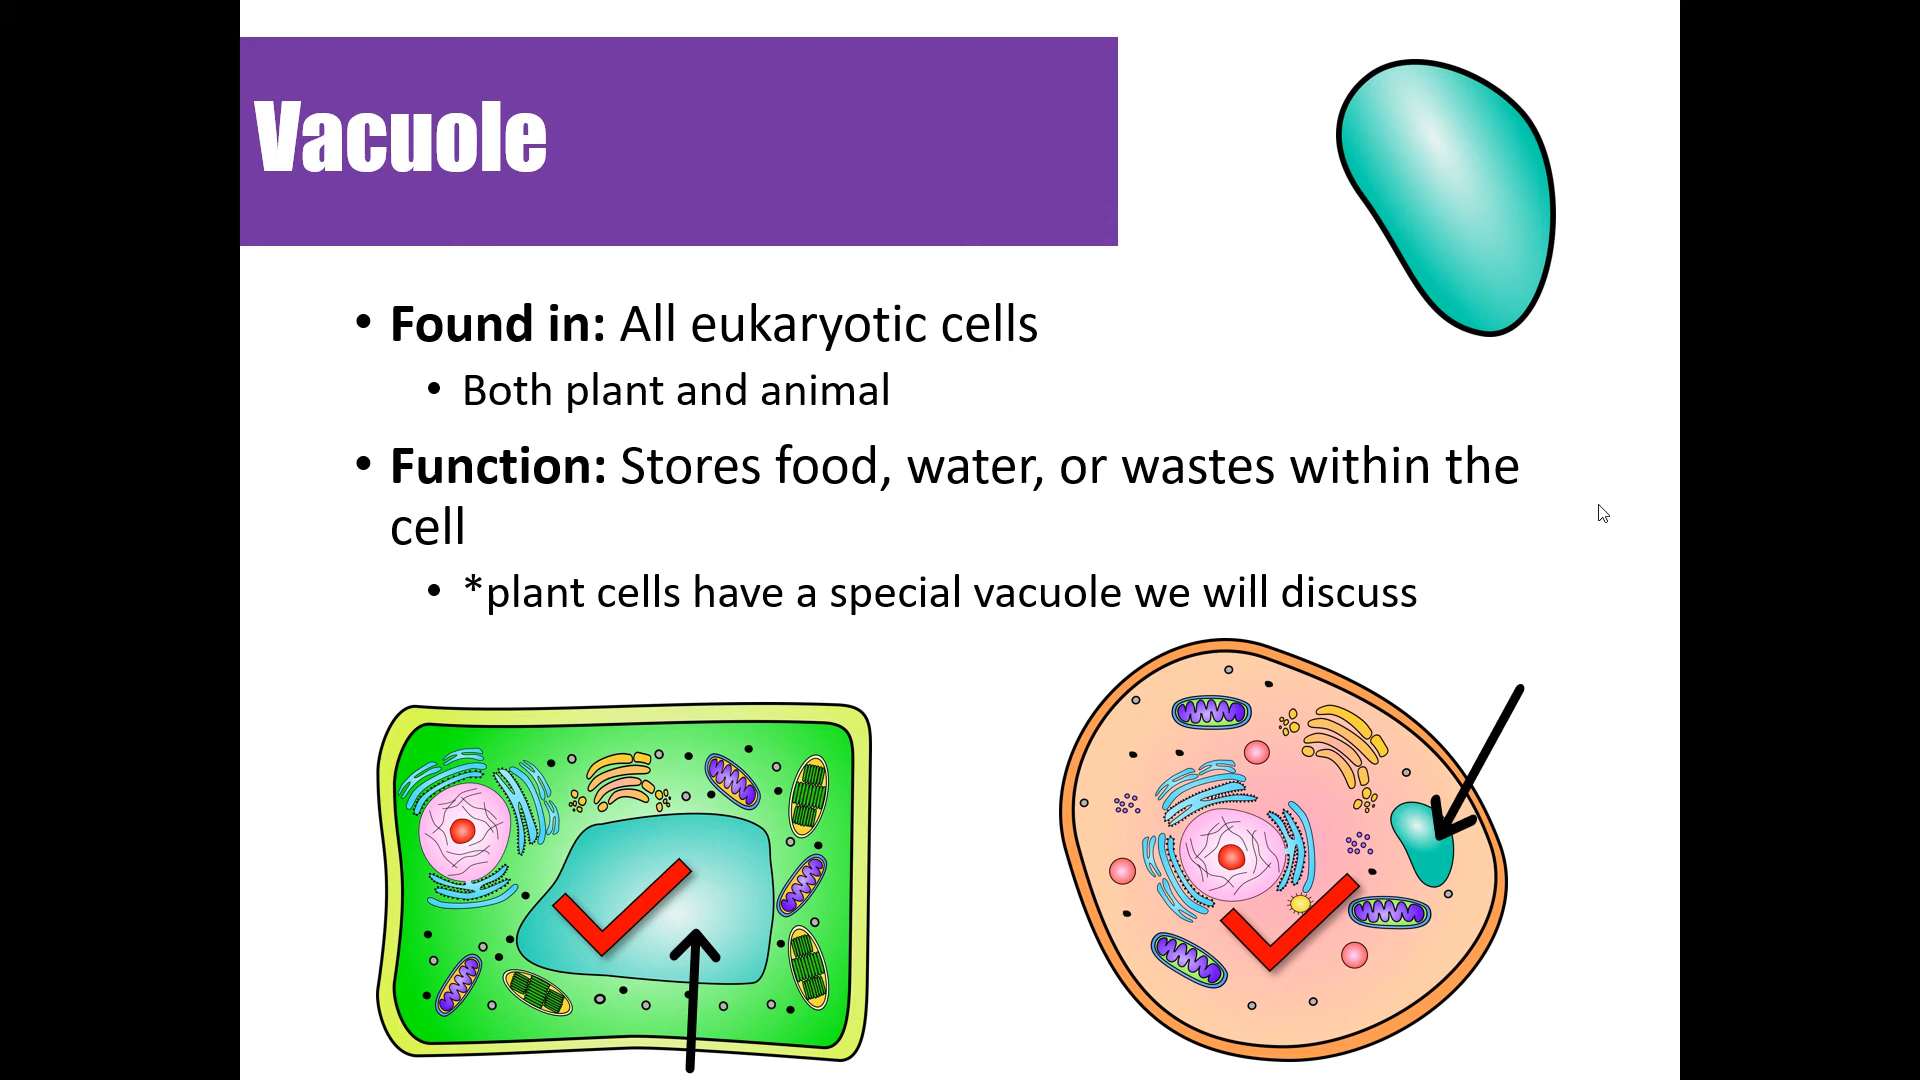 Vacuole
• Found in: All eukaryotic cells
• Both plant and animal
• Function: Stores food, water, or wastes within the
cell
• *plant cells have a special vacuole we will discuss